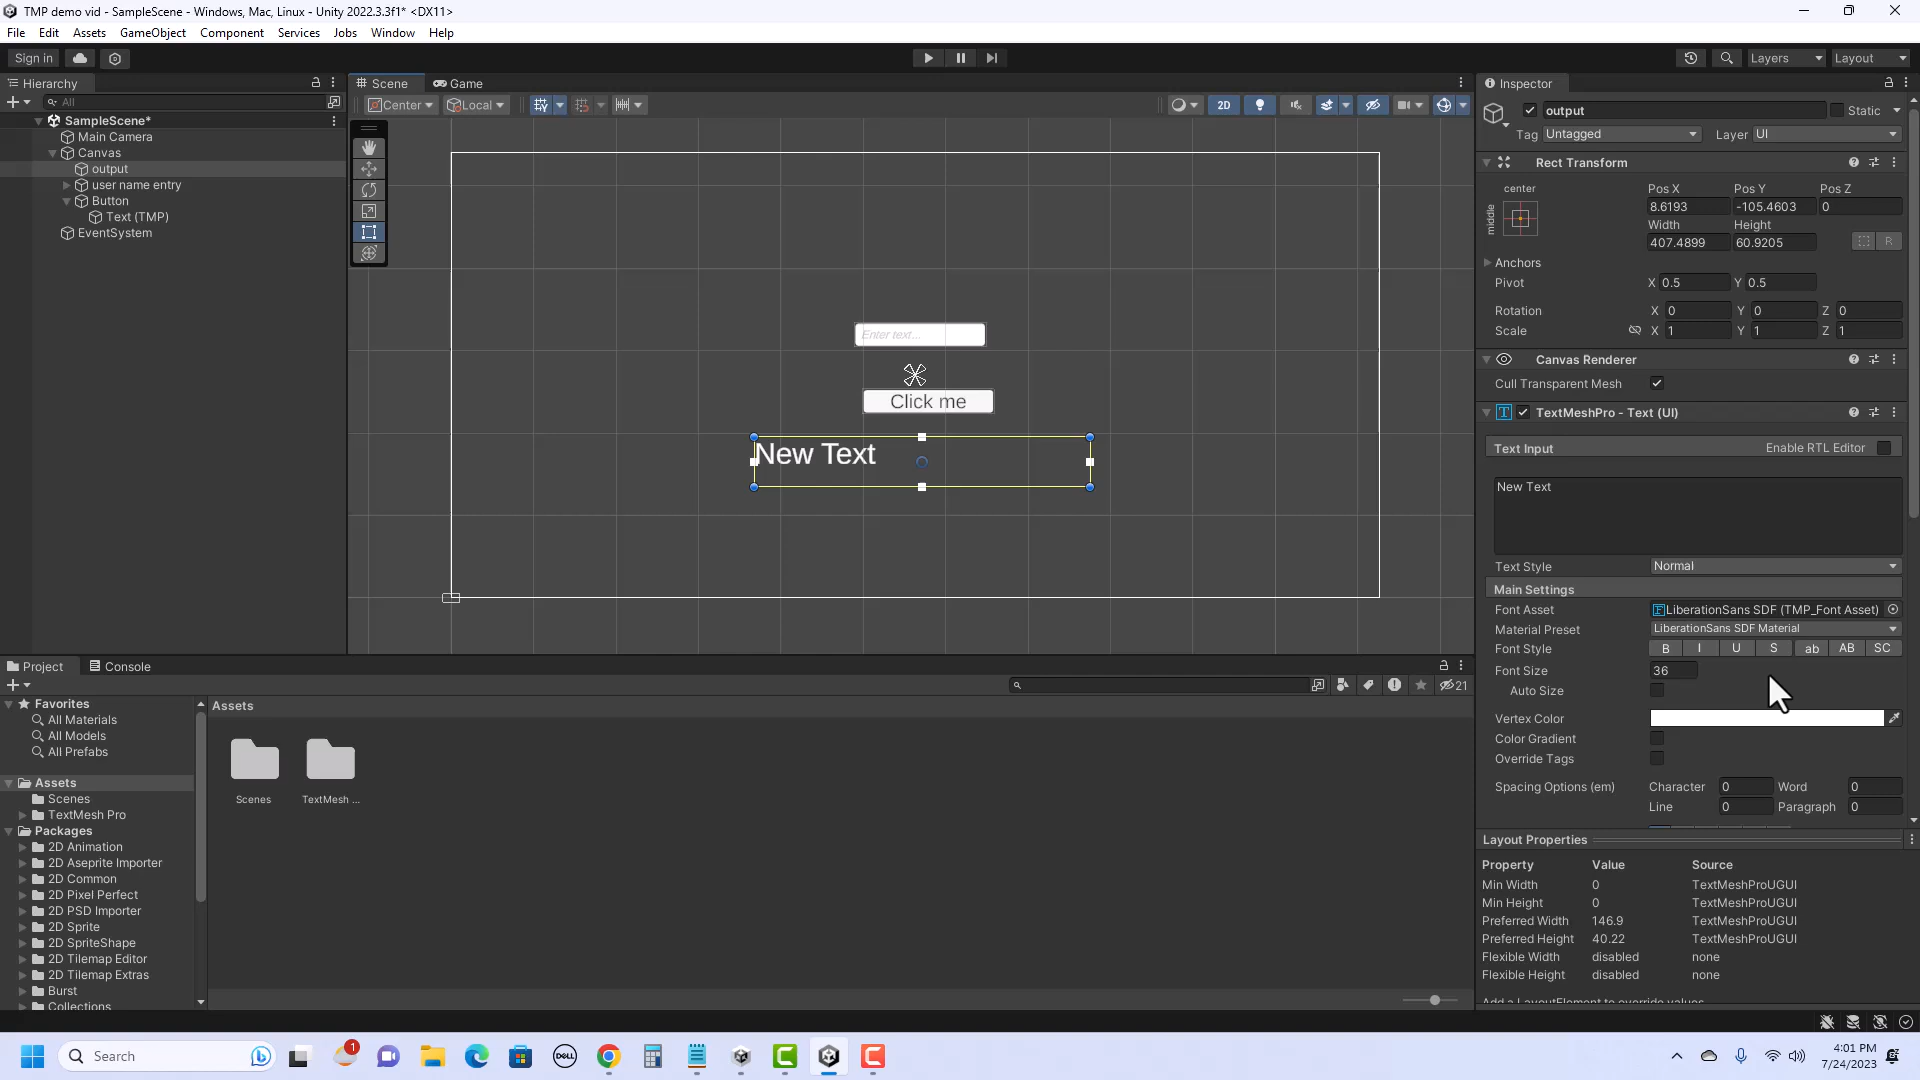 TMP demo vid - SampleScene - Windows, Mac, Linux - Unity 2022.3.3f1* <DX11>
File Edit Assets GameObject Component Services Jobs Window Help
Sign in
Layers Layout
Hierarchy
All
SampleScene*
Main Camera
Canvas
output
user name entry
Button
Text (TMP)
EventSystem
Scene Game
Center Local
2D
Enter text...
Click me
New Text
Inspector
output Static
Tag Untagged Layer UI
Rect Transform
center
middle
Pos X Pos Y Pos Z
8.6193 -105.4603 0
Width Height
407.4899 60.9205
R
Anchors
Pivot X 0.5 Y 0.5
Rotation X 0 Y 0 Z 0
Scale X 1 Y 1 Z 1
Canvas Renderer
Cull Transparent Mesh
TextMeshPro - Text (UI)
Text Input Enable RTL Editor
New Text
Text Style Normal
Main Settings
Font Asset LiberationSans SDF (TMP_Font Asset)
Material Preset LiberationSans SDF Material
Font Style B I U S ab AB SC
Font Size 36
Auto Size
Vertex Color
Color Gradient
Override Tags
Spacing Options (em) Character 0 Word 0
Line 0 Paragraph 0
Layout Properties
Property Value Source
Min Width 0 TextMeshProUGUI
Min Height 0 TextMeshProUGUI
Preferred Width 146.9 TextMeshProUGUI
Preferred Height 40.22 TextMeshProUGUI
Flexible Width disabled none
Flexible Height disabled none
Add a LayoutElement to override values
Project Console
21
Favorites
All Materials
All Models
All Prefabs
Assets
Scenes
TextMesh Pro
Packages
2D Animation
2D Aseprite Importer
2D Common
2D Pixel Perfect
2D PSD Importer
2D Sprite
2D SpriteShape
2D Tilemap Editor
2D Tilemap Extras
Burst
Collections
Assets
Scenes TextMesh ...
Search
1
DELL
4:01 PM
7/24/2023